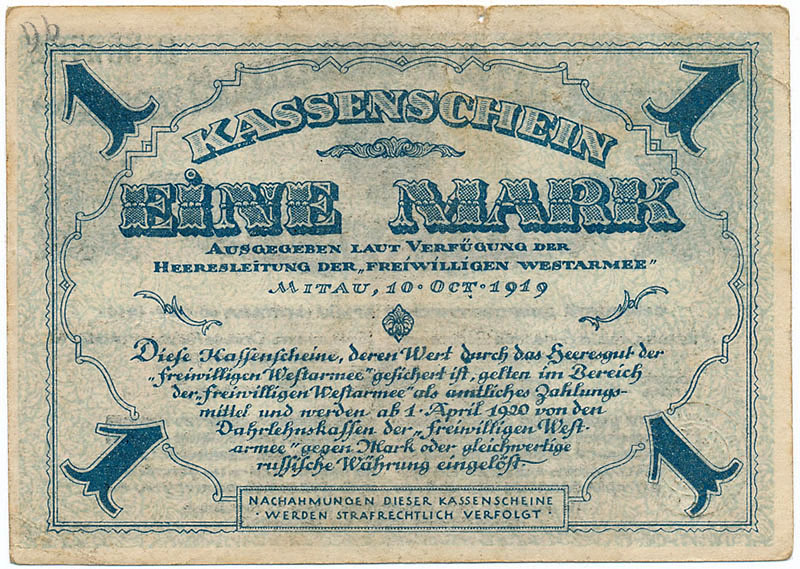 1 1
KASSENSCHEIN
EINE MARK
AUSGEGEBEN LAUT VERFÜGUNG DER
HEERESLEITUNG DER „FREIWILLIGEN WESTARMEE"
MITAU, 10. OCT. 1919
Diese Kassenscheine, deren Wert durch das Heeresgut der
„Freiwilligen Westarmee" gesichert ist, gelten im Bereich
der „Freiwilligen Westarmee" als amtliches Zahlungs-
mittel und werden ab 1. April 1920 von den
Dahrlehnskassen der „Freiwilligen West-
armee" gegen Mark oder gleichwertige
russische Währung eingelöst.
1 1
NACHAHMUNGEN DIESER KASSENSCHEINE
· WERDEN STRAFRECHTLICH VERFOLGT ·